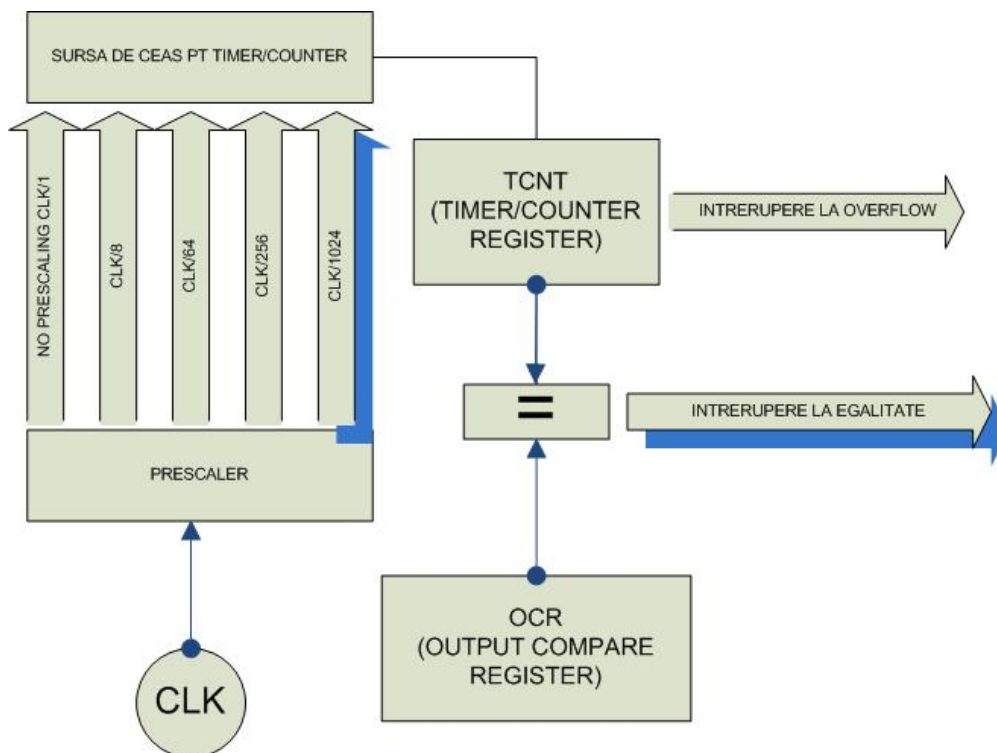 SURSA DE CEAS PT TIMER/COUNTER
NO PRESCALING CLK/1
CLK/8
CLK/64
CLK/256
CLK/1024
PRESCALER
CLK
TCNT
(TIMER/COUNTER
REGISTER)
INTRERUPERE LA OVERFLOW
=
INTRERUPERE LA EGALITATE
OCR
(OUTPUT COMPARE
REGISTER)